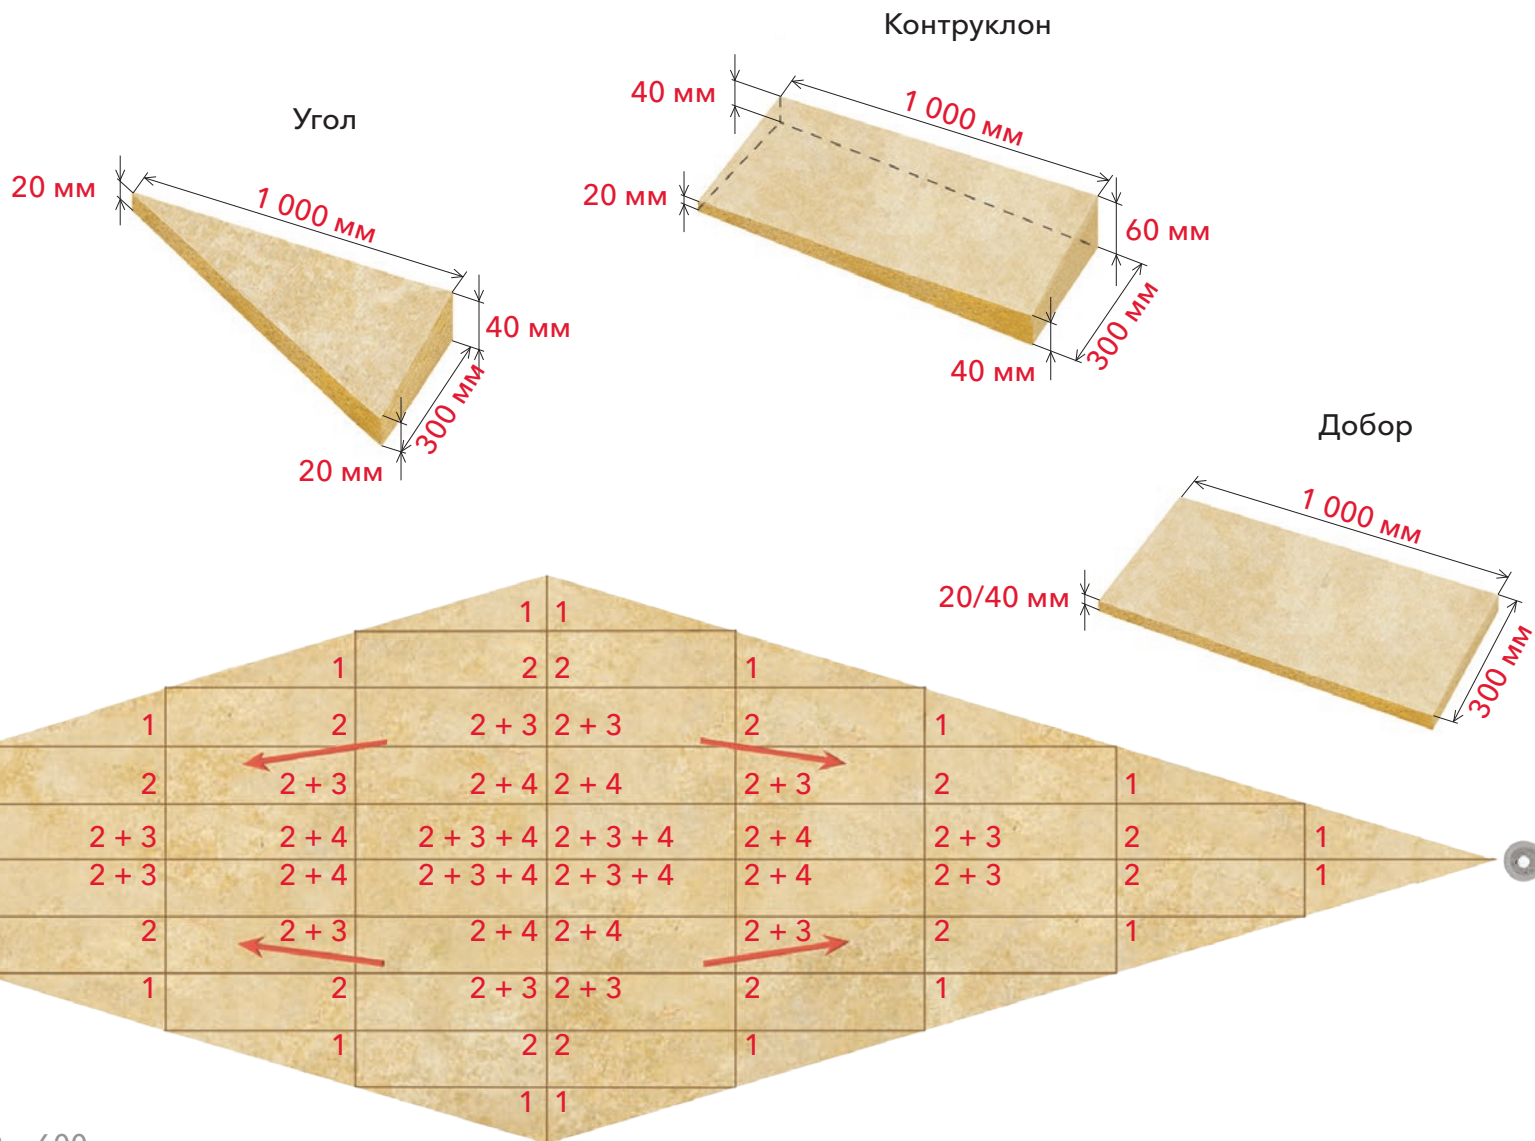 Контруклон
40 мм
1 000 мм
Угол
20 мм
1 000 мм
20 мм
60 мм
40 мм
300 мм
300 мм
40 мм
20 мм
Добор
1 000 мм
20/40 мм
300 мм
1 1
1 2 2 1
1 2 2 + 3 2 + 3 2 1
2 2 + 3 2 + 4 2 + 4 2 + 3 2 1
2 + 3 2 + 4 2 + 3 + 4 2 + 3 + 4 2 + 4 2 + 3 2 1
2 + 3 2 + 4 2 + 3 + 4 2 + 3 + 4 2 + 4 2 + 3 2 1
2 2 + 3 2 + 4 2 + 4 2 + 3 2 1
1 2 2 + 3 2 + 3 2 1
1 2 2 1
1 1